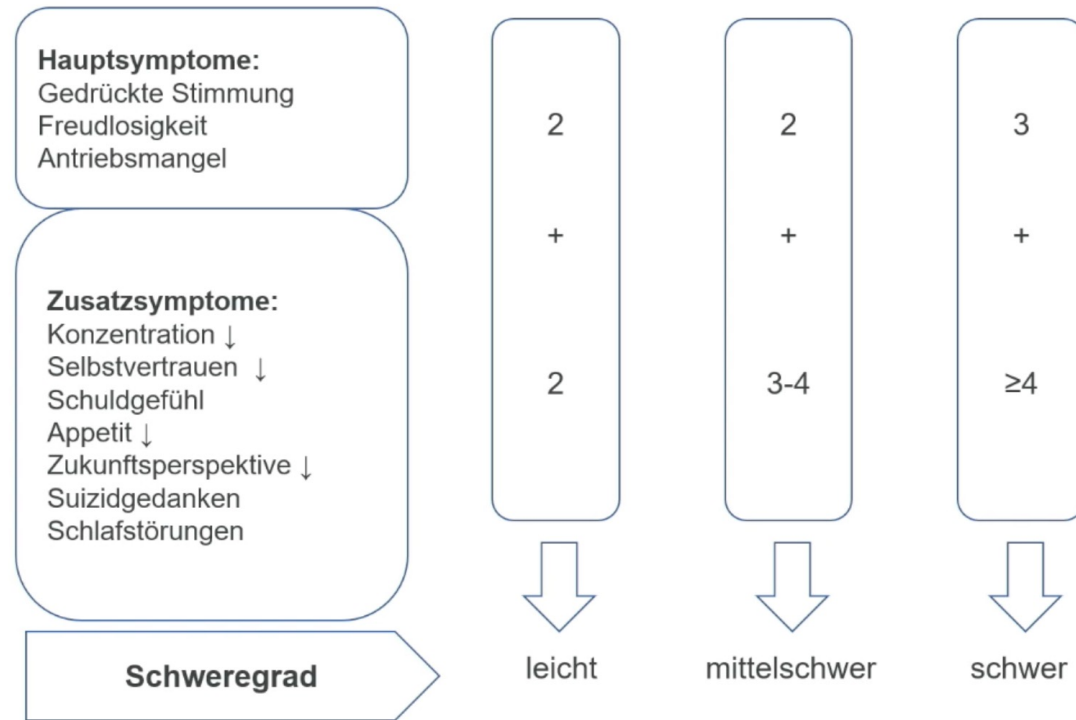 Hauptsymptome:
Gedrückte Stimmung
Freudlosigkeit
Antriebsmangel
2
2
3
+
+
+
Zusatzsymptome:
Konzentration ↓
Selbstvertrauen ↓
Schuldgefühl
Appetit ↓
Zukunftsperspektive ↓
Suizidgedanken
Schlafstörungen
2
3-4
≥4
Schweregrad
leicht
mittelschwer
schwer